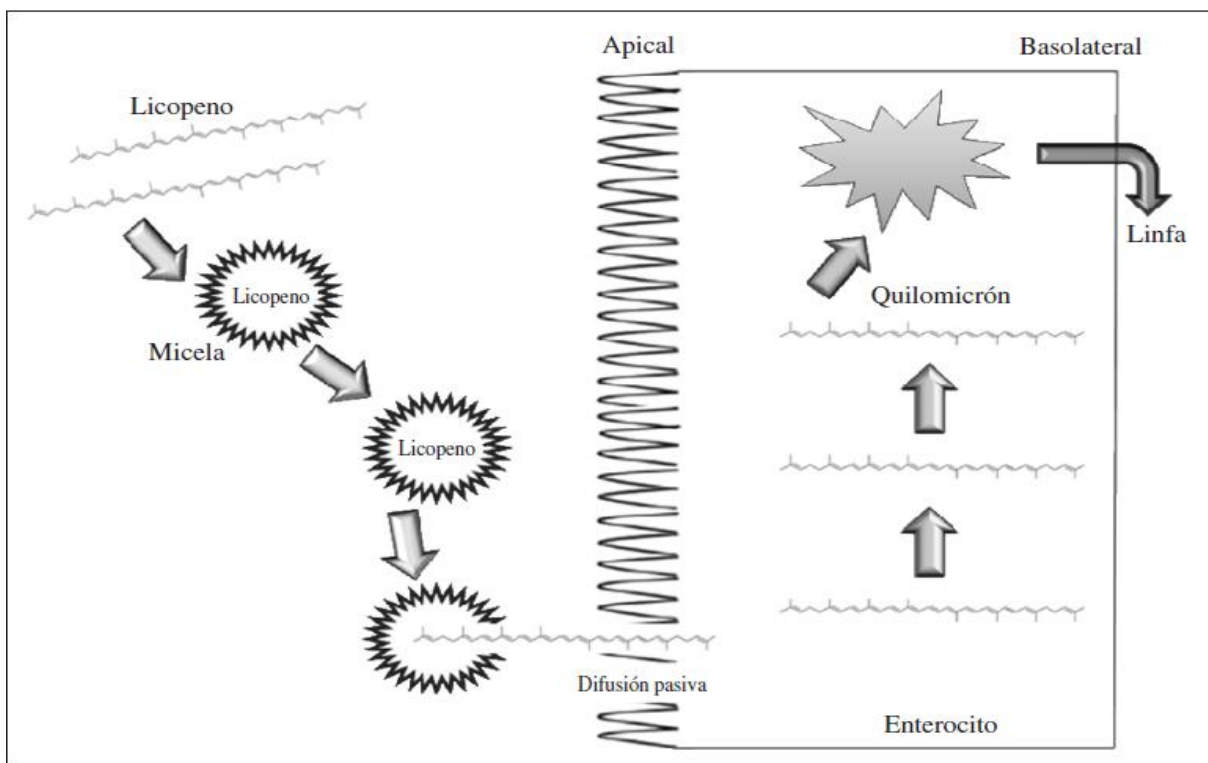 Apical
Basolateral
Licopeno
Linfa
Licopeno
Quilomicrón
Micela
Licopeno
Difusión pasiva
Enterocito